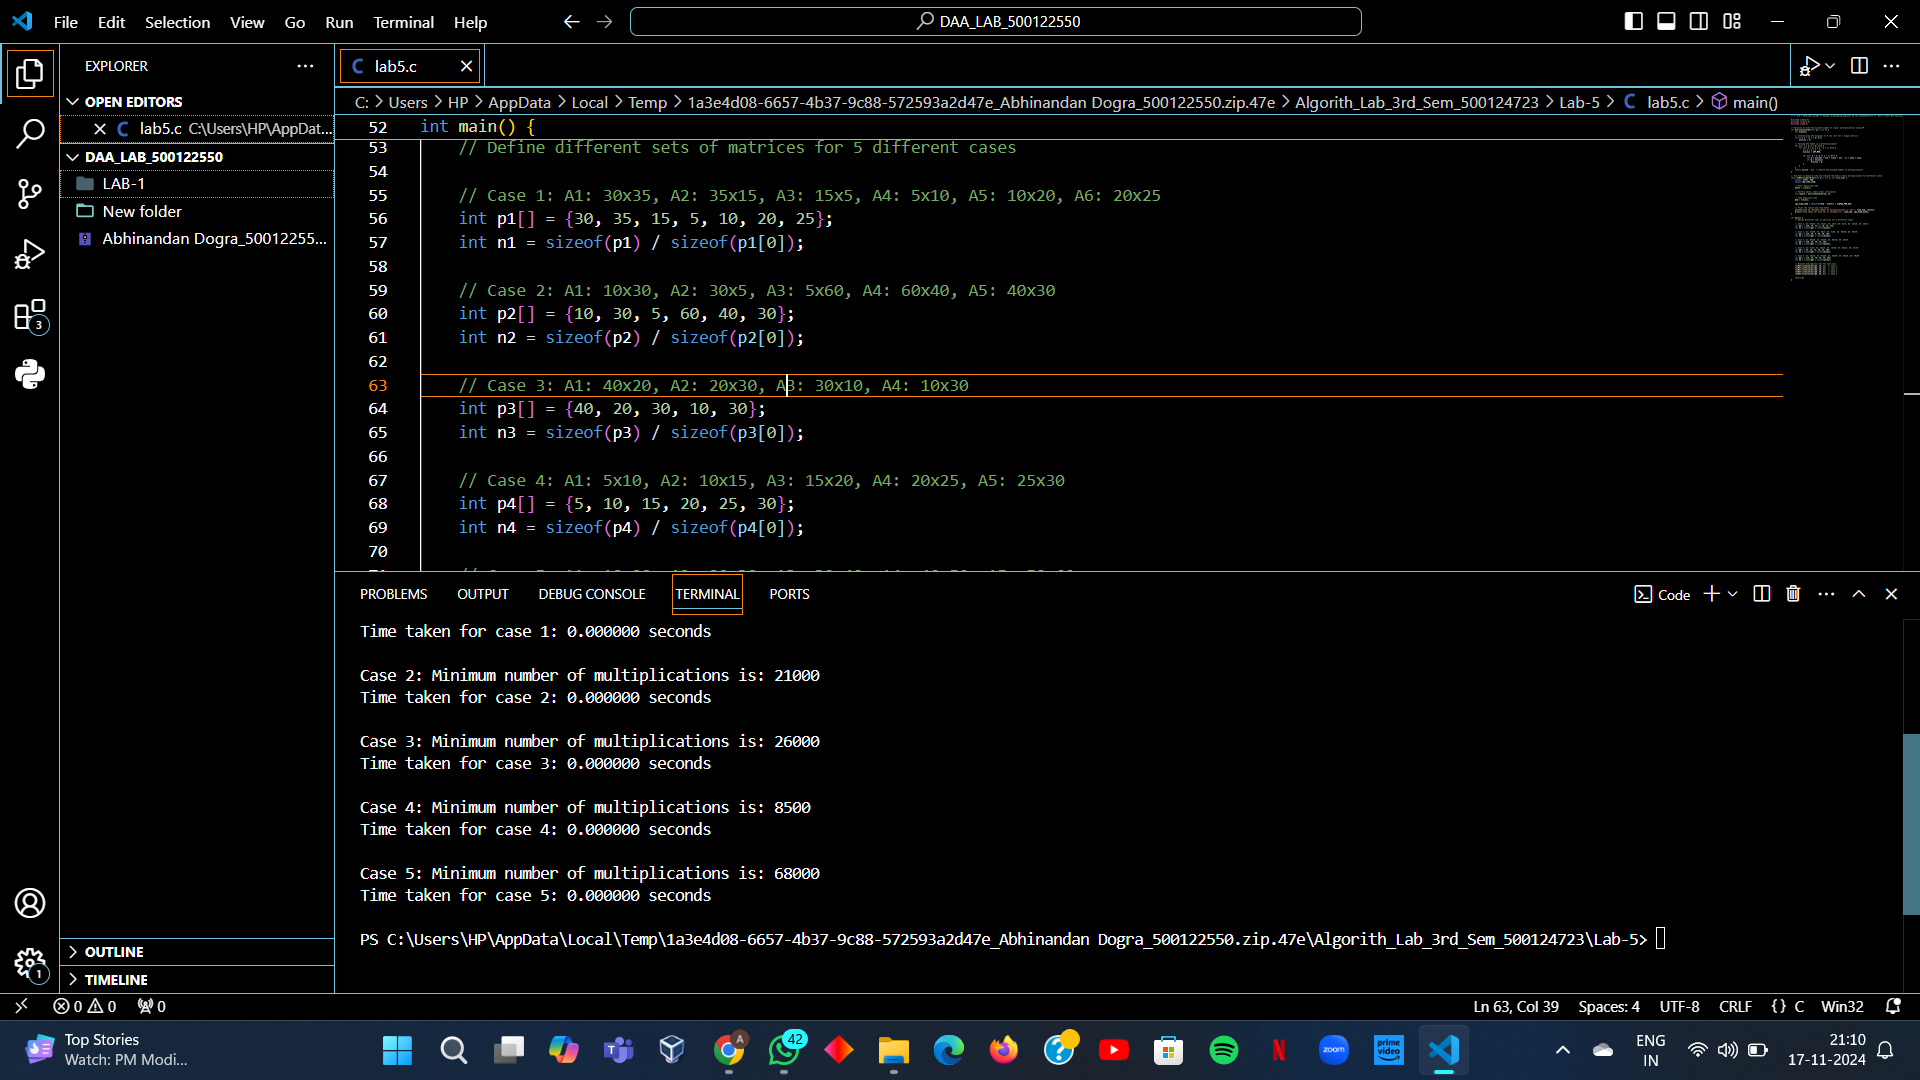 File Edit Selection View Go Run Terminal Help
DAA_LAB_500122550
EXPLORER
OPEN EDITORS
lab5.c C:\Users\HP\AppDat...
DAA_LAB_500122550
LAB-1
New folder
Abhinandan Dogra_50012255...
OUTLINE
TIMELINE
3
1
lab5.c
C: > Users > HP > AppData > Local > Temp > 1a3e4d08-6657-4b37-9c88-572593a2d47e_Abhinandan Dogra_500122550.zip.47e > Algorith_Lab_3rd_Sem_500124723 > Lab-5 > C lab5.c > main()
52 int main() {
53 // Define different sets of matrices for 5 different cases
54
55 // Case 1: A1: 30x35, A2: 35x15, A3: 15x5, A4: 5x10, A5: 10x20, A6: 20x25
56 int p1[] = {30, 35, 15, 5, 10, 20, 25};
57 int n1 = sizeof(p1) / sizeof(p1[0]);
58
59 // Case 2: A1: 10x30, A2: 30x5, A3: 5x60, A4: 60x40, A5: 40x30
60 int p2[] = {10, 30, 5, 60, 40, 30};
61 int n2 = sizeof(p2) / sizeof(p2[0]);
62
63 // Case 3: A1: 40x20, A2: 20x30, A3: 30x10, A4: 10x30
64 int p3[] = {40, 20, 30, 10, 30};
65 int n3 = sizeof(p3) / sizeof(p3[0]);
66
67 // Case 4: A1: 5x10, A2: 10x15, A3: 15x20, A4: 20x25, A5: 25x30
68 int p4[] = {5, 10, 15, 20, 25, 30};
69 int n4 = sizeof(p4) / sizeof(p4[0]);
70
PROBLEMS OUTPUT DEBUG CONSOLE TERMINAL PORTS
Code
Time taken for case 1: 0.000000 seconds
Case 2: Minimum number of multiplications is: 21000
Time taken for case 2: 0.000000 seconds
Case 3: Minimum number of multiplications is: 26000
Time taken for case 3: 0.000000 seconds
Case 4: Minimum number of multiplications is: 8500
Time taken for case 4: 0.000000 seconds
Case 5: Minimum number of multiplications is: 68000
Time taken for case 5: 0.000000 seconds
PS C:\Users\HP\AppData\Local\Temp\1a3e4d08-6657-4b37-9c88-572593a2d47e_Abhinandan Dogra_500122550.zip.47e\Algorith_Lab_3rd_Sem_500124723\Lab-5>
0 0 0
Ln 63, Col 39 Spaces: 4 UTF-8 CRLF {} C Win32
Top Stories
Watch: PM Modi...
A
42
zoom
prime video
ENG
IN
21:10
17-11-2024